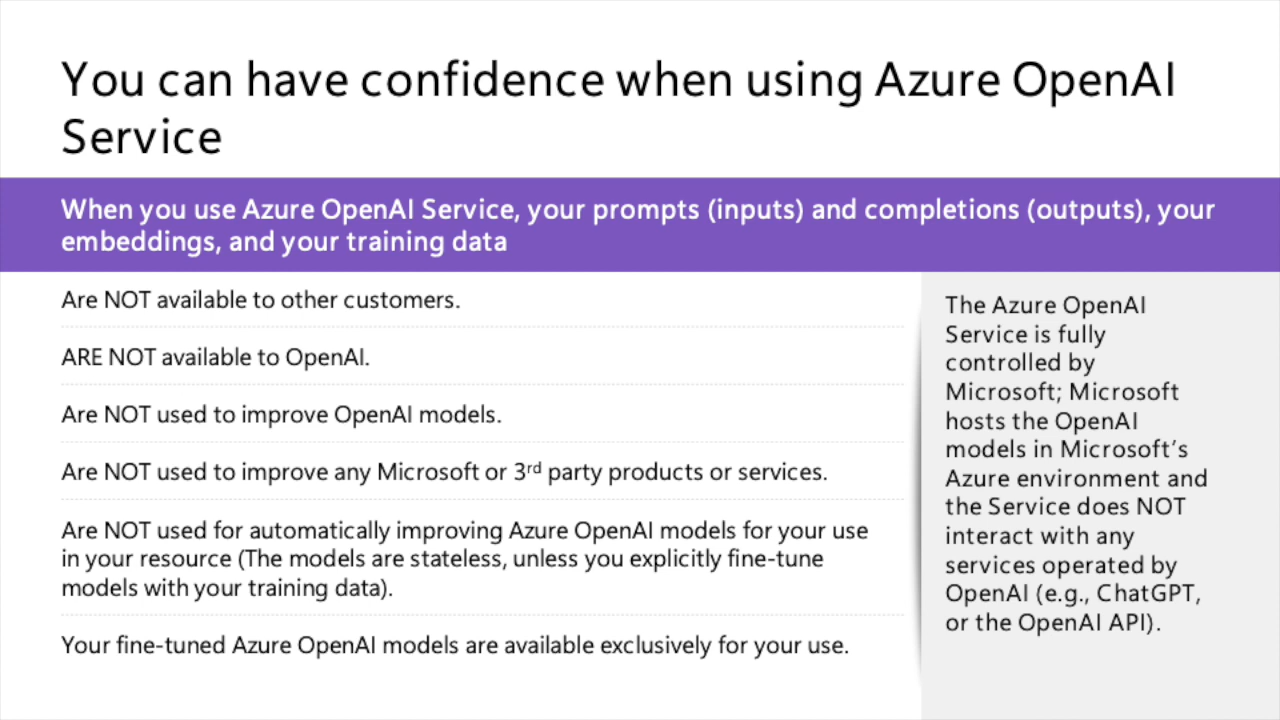 You can have confidence when using Azure OpenAI
Service
When you use Azure OpenAI Service, your prompts (inputs) and completions (outputs), your
embeddings, and your training data
Are NOT available to other customers.
ARE NOT available to OpenAI.
Are NOT used to improve OpenAI models.
Are NOT used to improve any Microsoft or 3rd party products or services.
Are NOT used for automatically improving Azure OpenAI models for your use
in your resource (The models are stateless, unless you explicitly fine-tune
models with your training data).
Your fine-tuned Azure OpenAI models are available exclusively for your use.
The Azure OpenAI
Service is fully
controlled by
Microsoft; Microsoft
hosts the OpenAI
models in Microsoft’s
Azure environment and
the Service does NOT
interact with any
services operated by
OpenAI (e.g., ChatGPT,
or the OpenAI API).